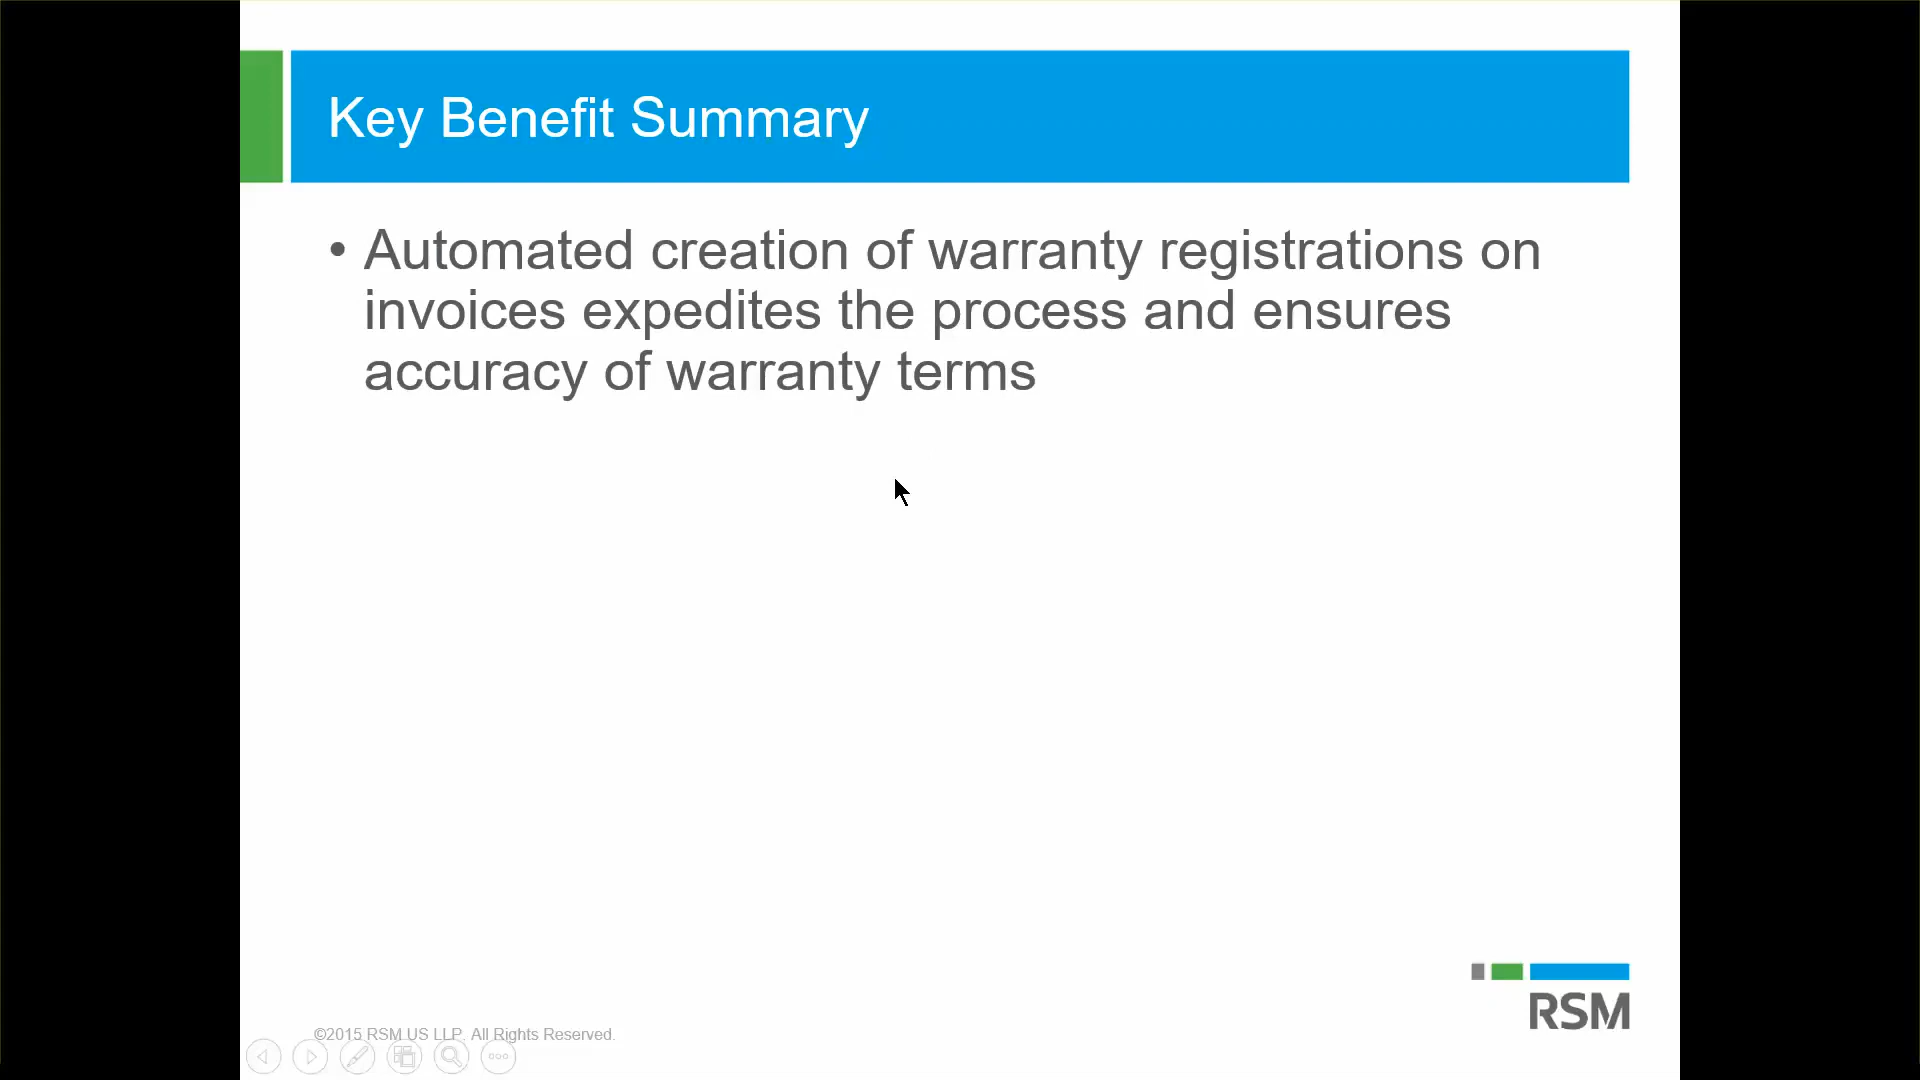 Key Benefit Summary
• Automated creation of warranty registrations on
invoices expedites the process and ensures
accuracy of warranty terms
RSM
©2015 RSM US LLP. All Rights Reserved.